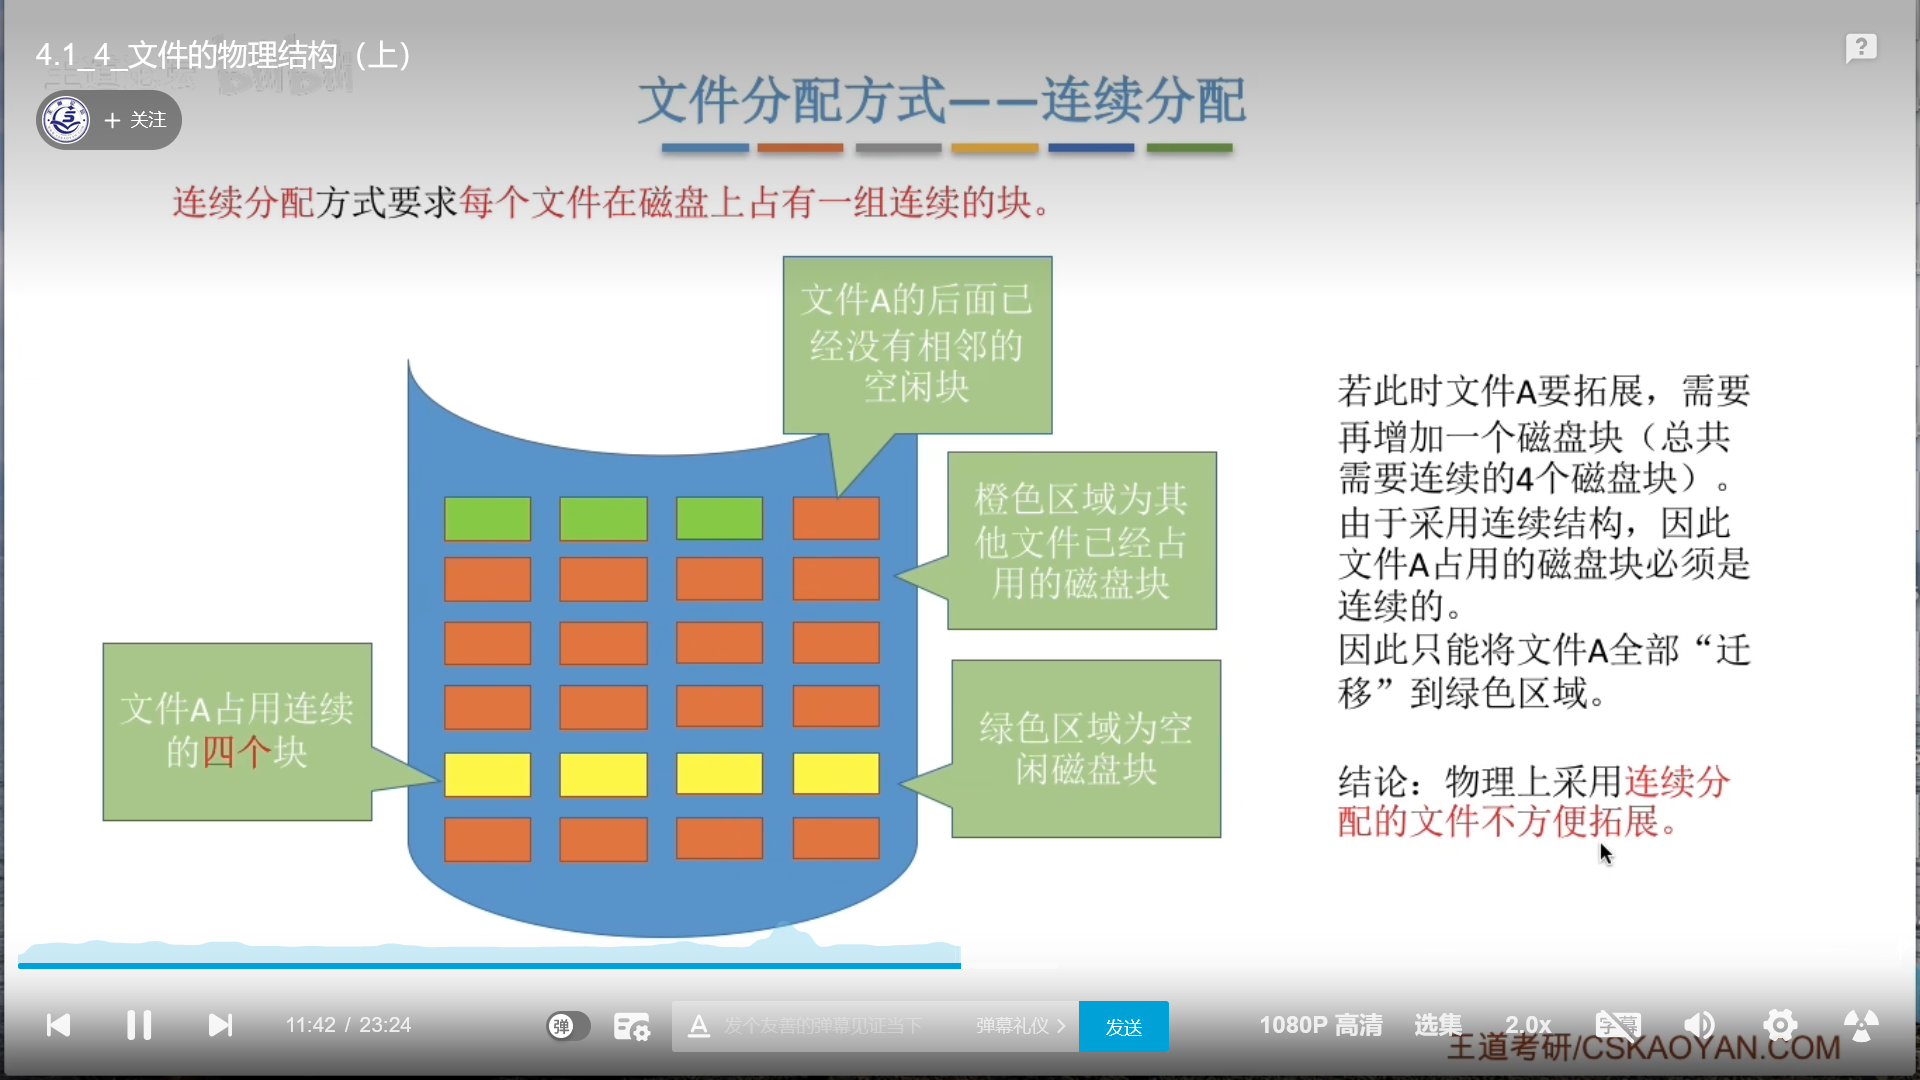 4.1_4_文件的物理结构（上）
+ 关注
文件分配方式——连续分配
连续分配方式要求每个文件在磁盘上占有一组连续的块。
文件A的后面已
经没有相邻的
空闲块
橙色区域为其
他文件已经占
用的磁盘块
文件A占用连续
的四个块
绿色区域为空
闲磁盘块
若此时文件A要拓展，需要
再增加一个磁盘块（总共
需要连续的4个磁盘块）。
由于采用连续结构，因此
文件A占用的磁盘块必须是
连续的。
因此只能将文件A全部“迁
移”到绿色区域。
结论：物理上采用连续分
配的文件不方便拓展。
11:42 / 23:24
弹
A 发个友善的弹幕见证当下
弹幕礼仪 >
发送
1080P 高清
选集
2.0x
字幕
王道考研/CSKAOYAN.COM